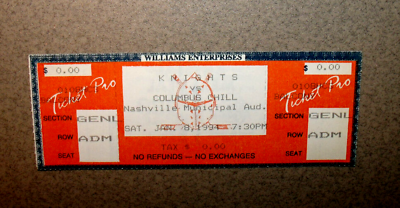 WILLIAMS ENTERPRISES
$ 0.00
$ 0.00
KNIGHTS
VS
COLUMBUS CHILL
Nashville Municipal Aud.
SAT. JAN 8,1994 7:30PM
Ticket Pro
Ticket Pro
SECTION GENL
ROW ADM
SEAT
SECTION GENL
ROW ADM
SEAT
TAX $ 0.00
NO REFUNDS — NO EXCHANGES